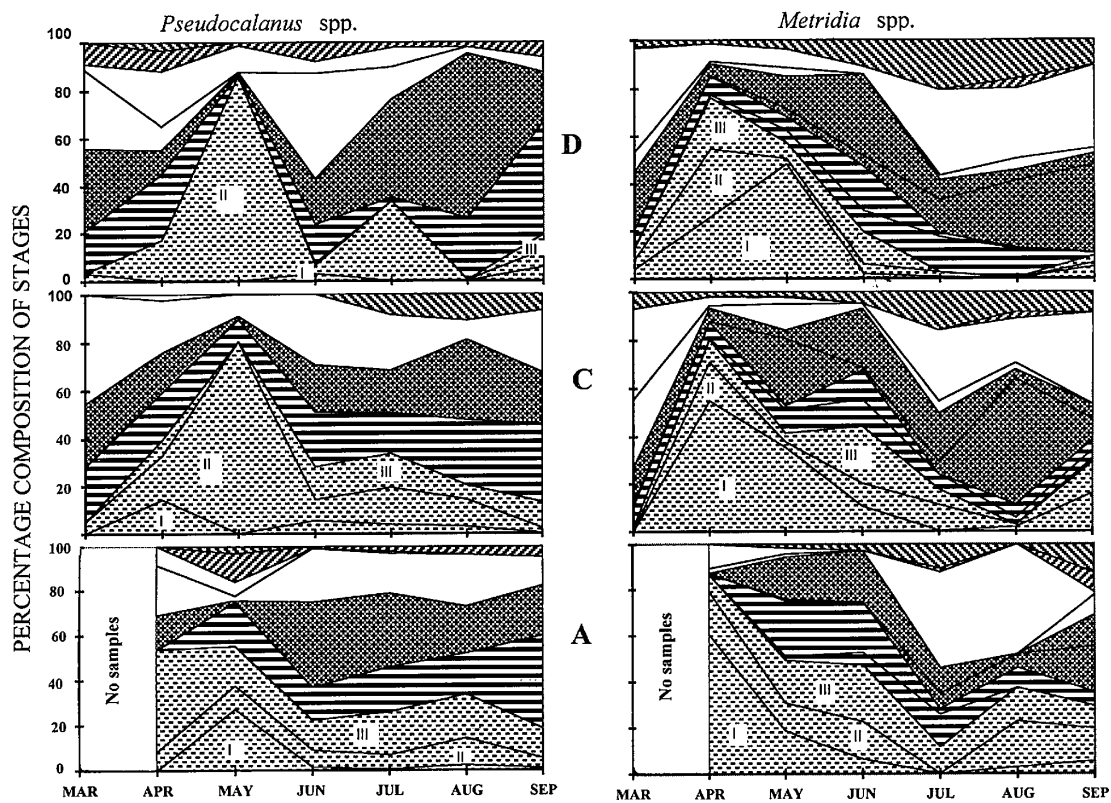 Pseudocalanus spp.
Metridia spp.
PERCENTAGE COMPOSITION OF STAGES
100
80
60
40
20
0
II
I
III
D
III
II
I
100
80
60
40
20
II
III
I
C
II
III
I
100
80
60
40
20
0
No samples
I
III
II
A
No samples
III
I
II
MAR APR MAY JUN JUL AUG SEP
MAR APR MAY JUN JUL AUG SEP